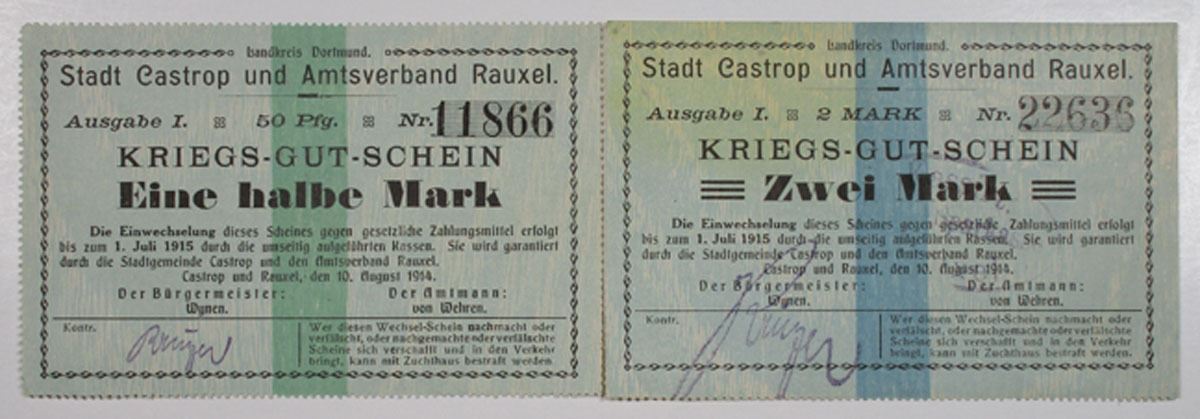 Landkreis Dortmund.
Stadt Castrop und Amtsverband Rauxel.
Ausgabe I. 50 Pfg. Nr. 11866
KRIEGS-GUT-SCHEIN
Eine halbe Mark
Die Einwechselung dieses Scheines gegen gesetzliche Zahlungsmittel erfolgt
bis zum 1. Juli 1915 durch die umseitig aufgeführten Kassen. Sie wird garantiert
durch die Stadtgemeinde Castrop und den Amtsverband Rauxel.
Castrop und Rauxel, den 10. August 1914.
Der Bürgermeister: Der Amtmann:
Wynen. von Wehren.
Kontr.
Wer diesen Wechsel-Schein nachmacht oder
verfälscht, oder nachgemachte oder verfälschte
Scheine sich verschafft und in den Verkehr
bringt, kann mit Zuchthaus bestraft werden.
Landkreis Dortmund.
Stadt Castrop und Amtsverband Rauxel.
Ausgabe I. 2 MARK Nr. 22636
KRIEGS-GUT-SCHEIN
Zwei Mark
Die Einwechselung dieses Scheines gegen gesetzliche Zahlungsmittel erfolgt
bis zum 1. Juli 1915 durch die umseitig aufgeführten Kassen. Sie wird garantiert
durch die Stadtgemeinde Castrop und den Amtsverband Rauxel.
Castrop und Rauxel, den 10. August 1914.
Der Bürgermeister: Der Amtmann:
Wynen. von Wehren.
Kontr.
Wer diesen Wechsel-Schein nachmacht oder
verfälscht, oder nachgemachte oder verfälschte
Scheine sich verschafft und in den Verkehr
bringt, kann mit Zuchthaus bestraft werden.